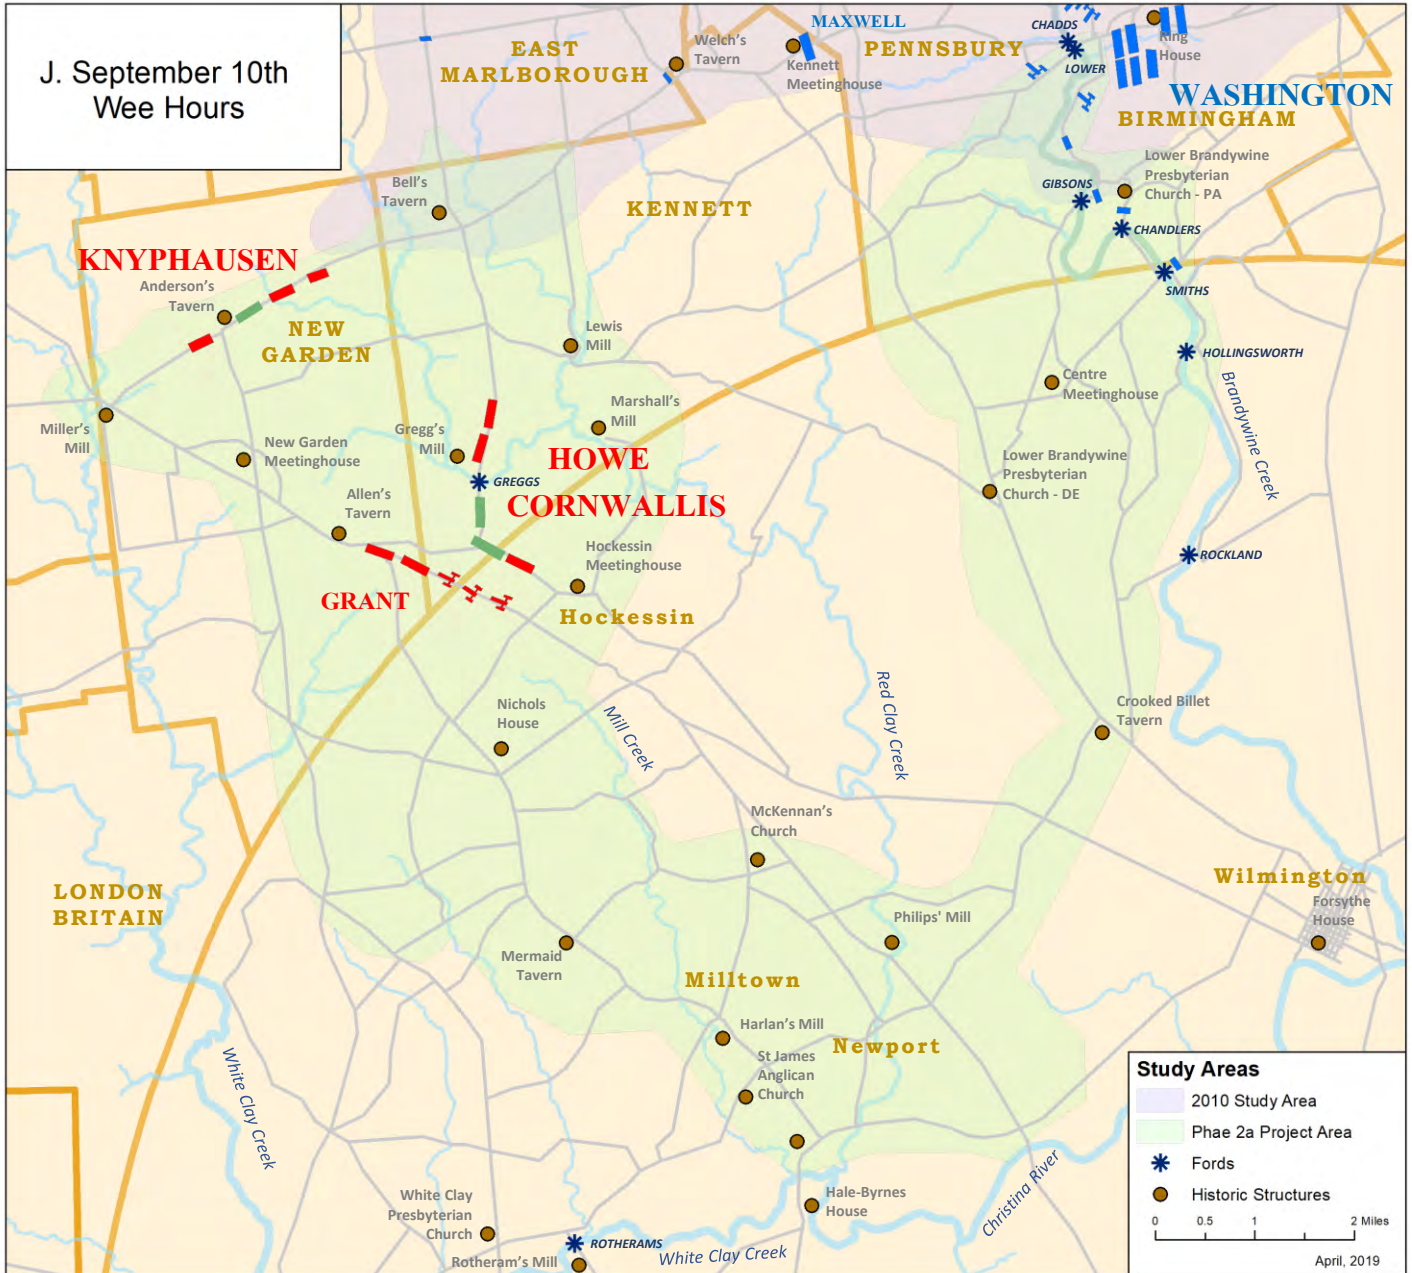 J. September 10th
Wee Hours
EAST
MARLBOROUGH
Welch's
Tavern
MAXWELL
Kennett
Meetinghouse
PENNSBURY
CHADDS
LOWER
Ring
House
WASHINGTON
BIRMINGHAM
Lower Brandywine
Presbyterian
Church - PA
GIBSONS
CHANDLERS
SMITHS
Bell's
Tavern
KENNETT
KNYPHAUSEN
Anderson's
Tavern
NEW
GARDEN
Lewis
Mill
HOLLINGSWORTH
Centre
Meetinghouse
Brandywine Creek
Miller's
Mill
New Garden
Meetinghouse
Gregg's
Mill
Marshall's
Mill
HOWE
GREGGS
CORNWALLIS
Lower Brandywine
Presbyterian
Church - DE
Allen's
Tavern
Hockessin
Meetinghouse
ROCKLAND
GRANT
Hockessin
Nichols
House
Mill Creek
Red Clay Creek
Crooked Billet
Tavern
McKennan's
Church
LONDON
BRITAIN
Wilmington
Forsythe
House
Philips' Mill
Mermaid
Tavern
Milltown
Harlan's Mill
Newport
St James
Anglican
Church
White Clay Creek
White Clay
Presbyterian
Church
Hale-Byrnes
House
Christina River
ROTHERAMS
Rotheram's Mill
White Clay Creek
Study Areas
2010 Study Area
Phae 2a Project Area
Fords
Historic Structures
0 0.5 1 2 Miles
April, 2019